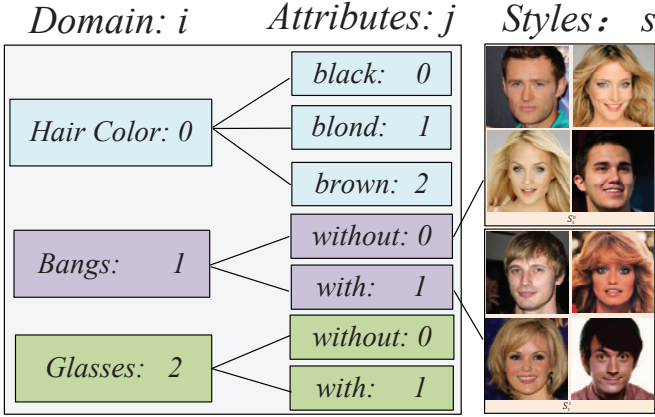 Domain: i
Attributes: j
Styles: s
Hair Color: 0
black: 0
blond: 1
brown: 2
Bangs: 1
without: 0
with: 1
Glasses: 2
without: 0
with: 1